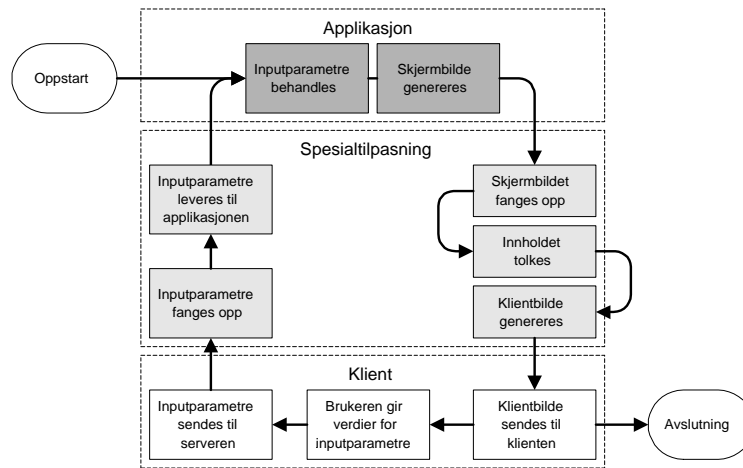 Applikasjon
Oppstart
Inputparametre
behandles
Skjermbilde
genereres
Spesialtilpasning
Inputparametre
leveres til
applikasjonen
Skjermbildet
fanges opp
Innholdet
tolkes
Inputparametre
fanges opp
Klientbilde
genereres
Klient
Inputparametre
sendes til
serveren
Brukeren gir
verdier for
inputparametre
Klientbilde
sendes til
klienten
Avslutning